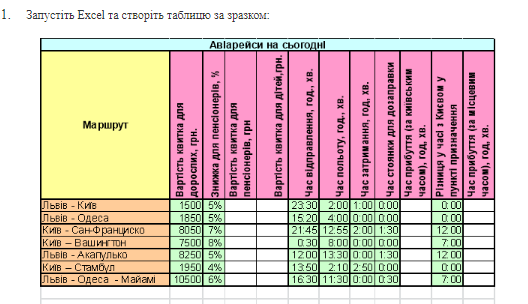 1. Запустіть Excel та створіть таблицю за зразком:
Авіарейси на сьогодні
Маршрут
Вартість квитка для дорослих, грн.
Знижка для пенсіонерів, %
Вартість квитка для пенсіонерів, грн
Вартість квитка для дітей,грн.
Час відправлення, год., хв.
Час польоту, год., хв.
Час затримання, год, хв.
Час стоянки для дозаправки
Час прибуття (за київським часом), год, хв.
Різниця у часі з Києвом у пункті призначення
Час прибуття (за місцевим часом), год, хв.
Львів - Київ 1500 5% 23:30 2:00 1:00 0:00 0:00
Львів - Одеса 1850 5% 15:20 4:00 0:00 0:00 0:00
Київ - Сан-Франциско 8050 7% 21:45 12:55 2:00 1:30 12:00
Київ – Вашингтон 7500 8% 0:30 8:00 0:00 0:00 7:00
Львів - Акапулько 8250 5% 12:00 13:30 0:00 1:30 12:00
Київ – Стамбул 1950 4% 13:50 2:10 2:50 0:00 0:00
Львів - Одеса - Майамі 10500 6% 16:30 11:30 0:00 0:30 7:00